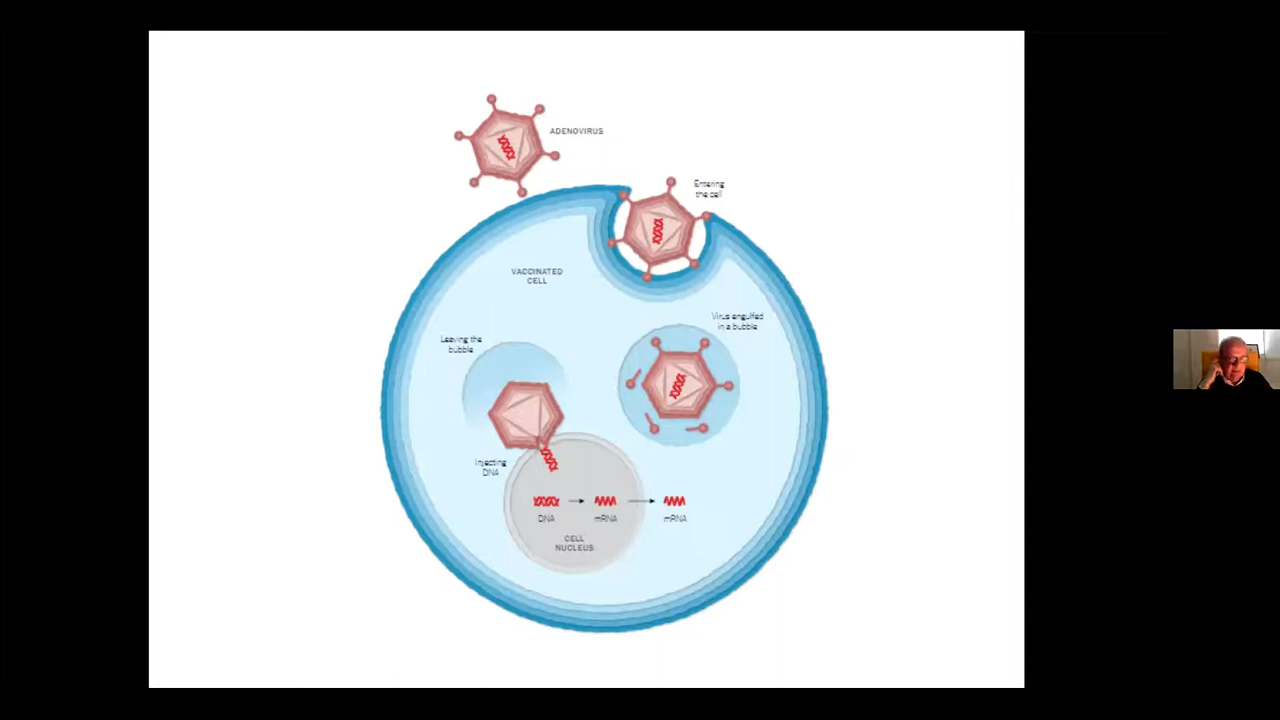 ADENOVIRUS
Entering
the cell
VACCINATED
CELL
Virus engulfed
in a bubble
Leaving the
bubble
Injecting
DNA
DNA
mRNA
mRNA
CELL
NUCLEUS